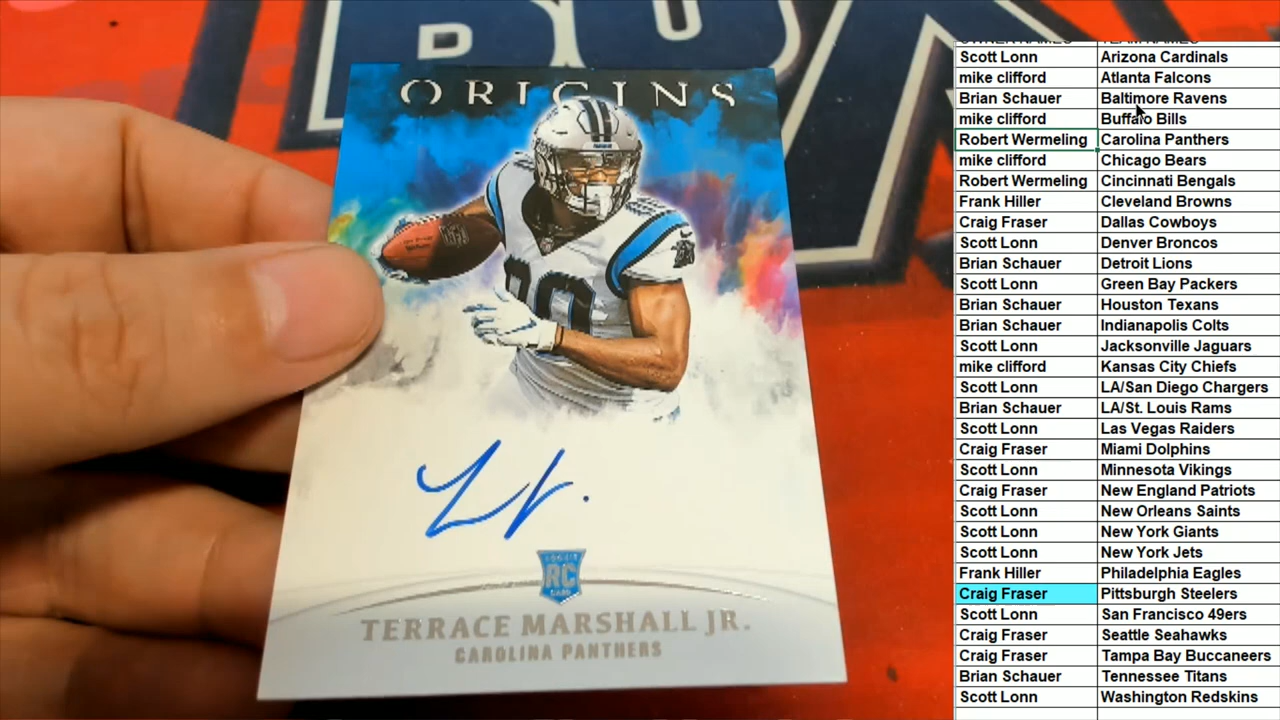 ORIGINS
80
RC
TERRACE MARSHALL JR.
CAROLINA PANTHERS
OWNER NAMES TEAM NAMES
Scott Lonn Arizona Cardinals
mike clifford Atlanta Falcons
Brian Schauer Baltimore Ravens
mike clifford Buffalo Bills
Robert Wermeling Carolina Panthers
mike clifford Chicago Bears
Robert Wermeling Cincinnati Bengals
Frank Hiller Cleveland Browns
Craig Fraser Dallas Cowboys
Scott Lonn Denver Broncos
Brian Schauer Detroit Lions
Scott Lonn Green Bay Packers
Brian Schauer Houston Texans
Brian Schauer Indianapolis Colts
Scott Lonn Jacksonville Jaguars
mike clifford Kansas City Chiefs
Scott Lonn LA/San Diego Chargers
Brian Schauer LA/St. Louis Rams
Scott Lonn Las Vegas Raiders
Craig Fraser Miami Dolphins
Scott Lonn Minnesota Vikings
Craig Fraser New England Patriots
Scott Lonn New Orleans Saints
Scott Lonn New York Giants
Scott Lonn New York Jets
Frank Hiller Philadelphia Eagles
Craig Fraser Pittsburgh Steelers
Scott Lonn San Francisco 49ers
Craig Fraser Seattle Seahawks
Craig Fraser Tampa Bay Buccaneers
Brian Schauer Tennessee Titans
Scott Lonn Washington Redskins